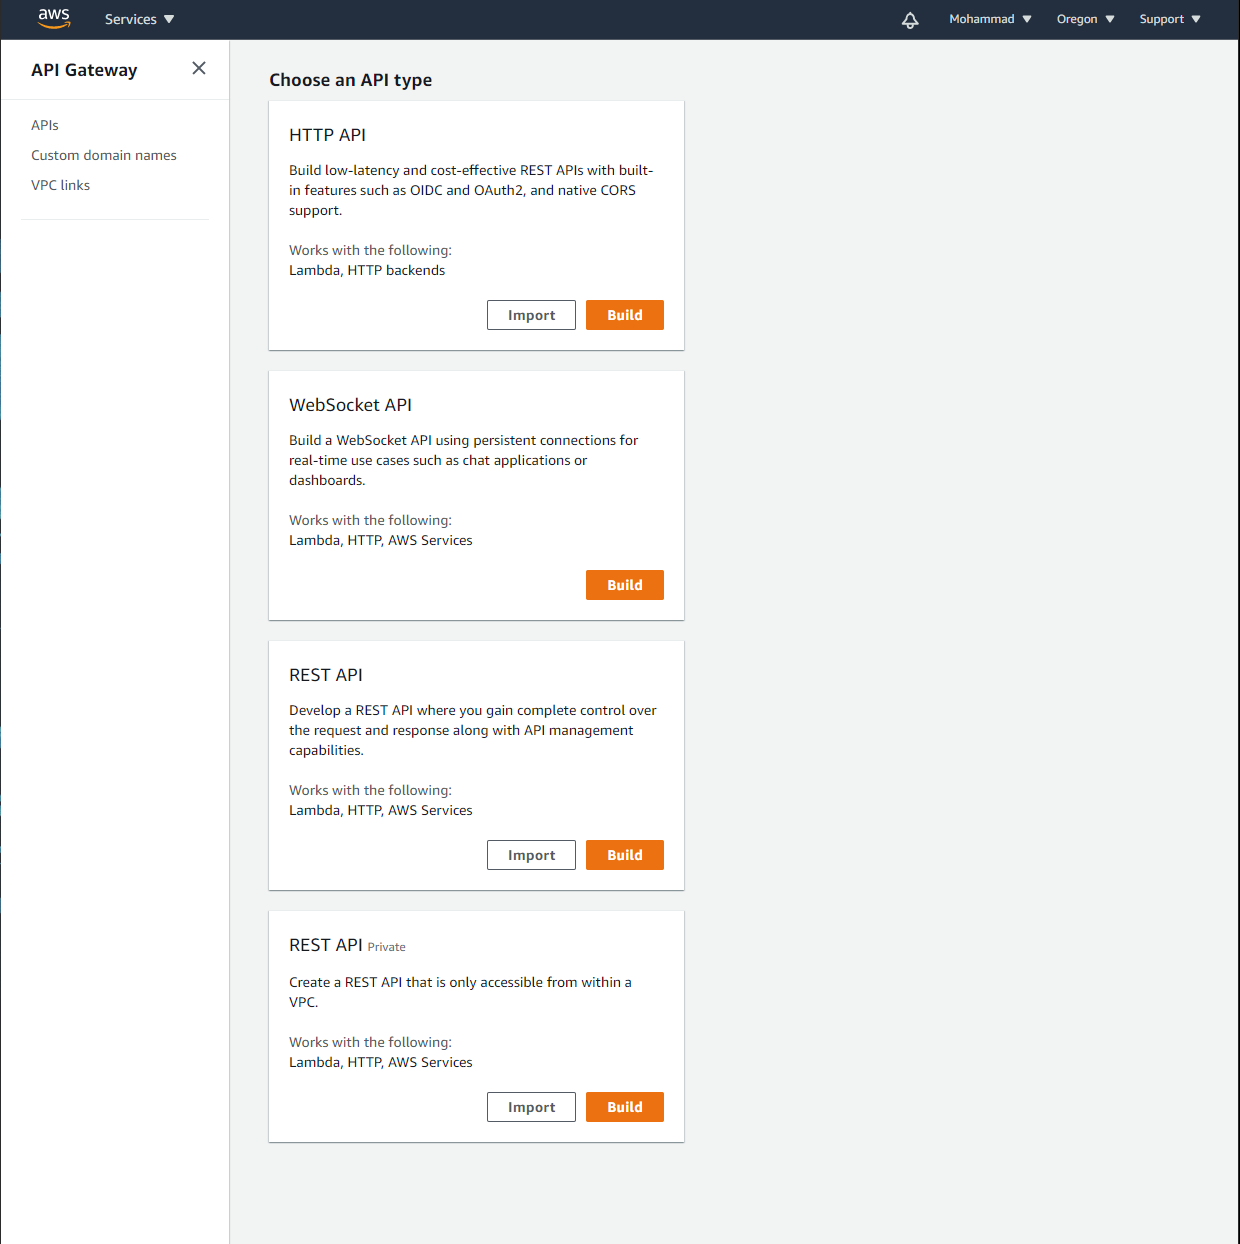 aws Services Mohammad Oregon Support
API Gateway
APIs
Custom domain names
VPC links
Choose an API type
HTTP API
Build low-latency and cost-effective REST APIs with built-
in features such as OIDC and OAuth2, and native CORS
support.
Works with the following:
Lambda, HTTP backends
Import Build
WebSocket API
Build a WebSocket API using persistent connections for
real-time use cases such as chat applications or
dashboards.
Works with the following:
Lambda, HTTP, AWS Services
Build
REST API
Develop a REST API where you gain complete control over
the request and response along with API management
capabilities.
Works with the following:
Lambda, HTTP, AWS Services
Import Build
REST API Private
Create a REST API that is only accessible from within a
VPC.
Works with the following:
Lambda, HTTP, AWS Services
Import Build